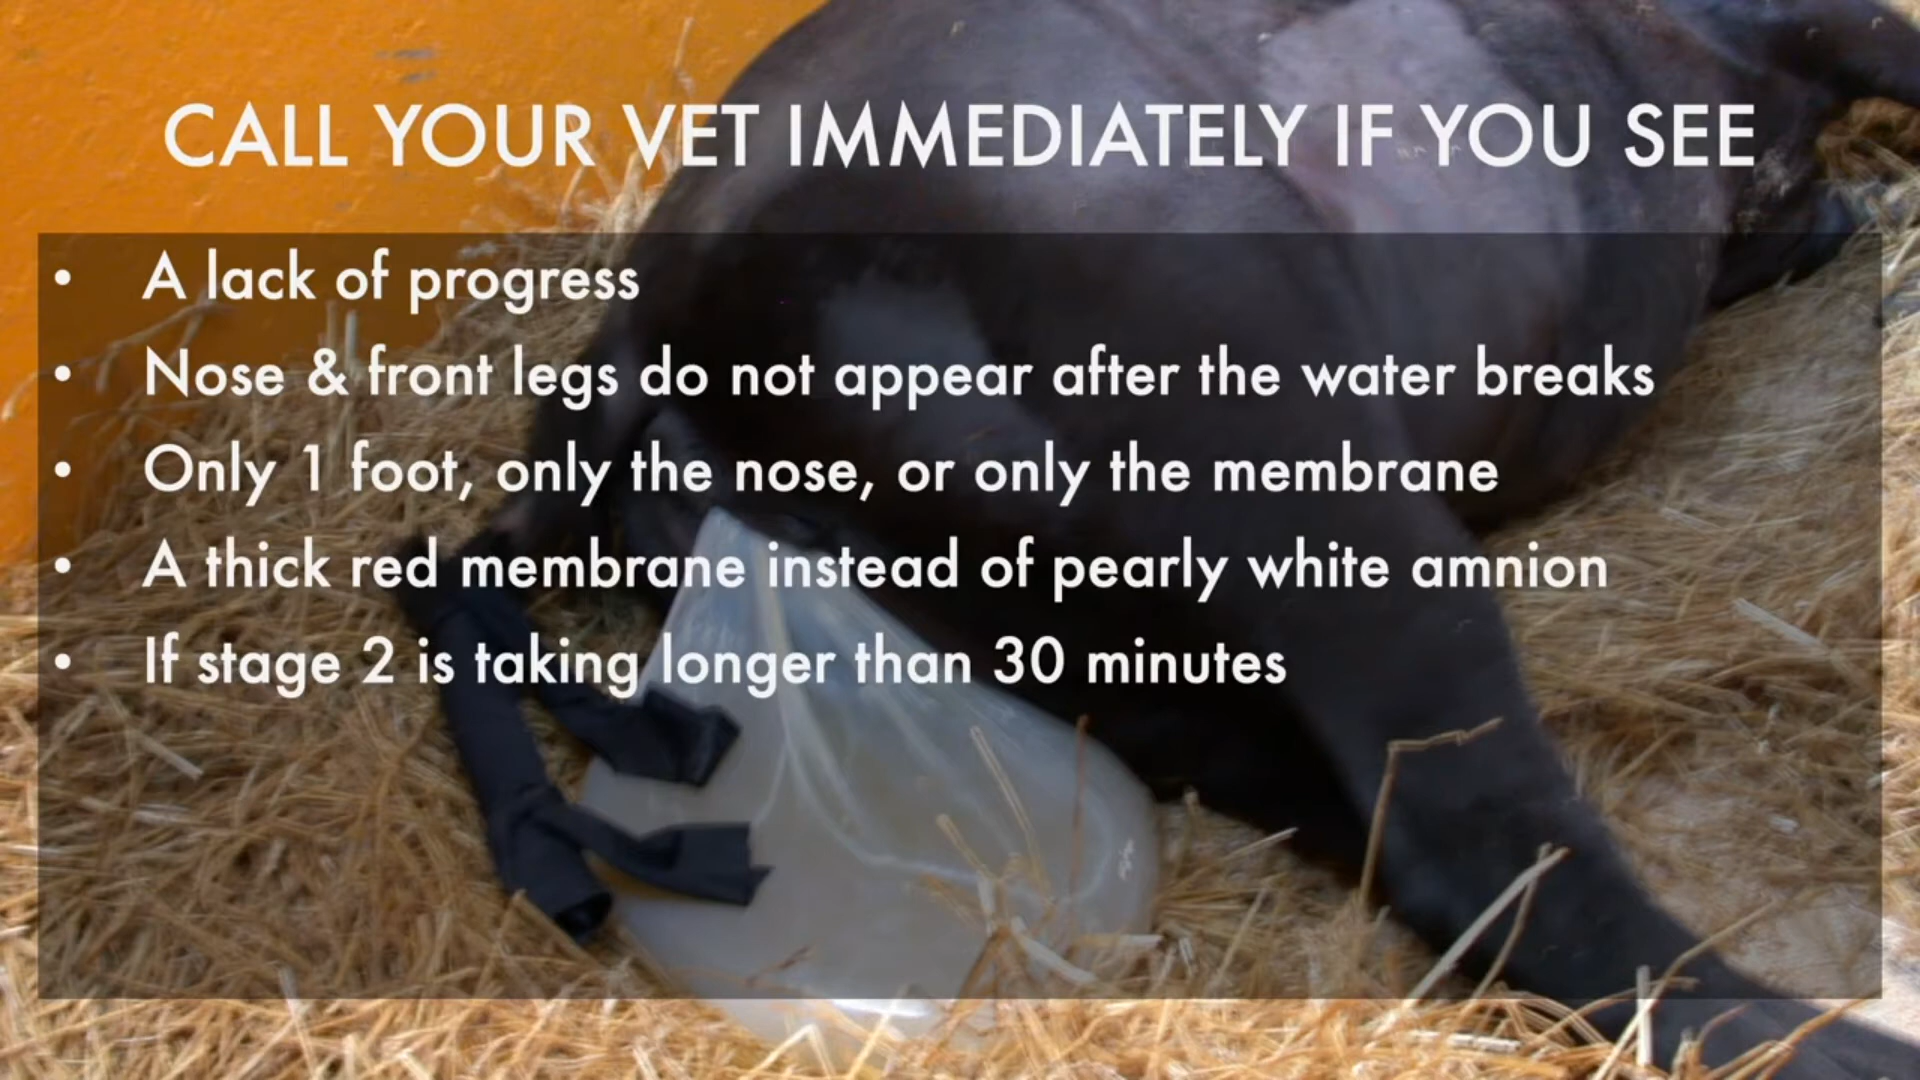 CALL YOUR VET IMMEDIATELY IF YOU SEE
• A lack of progress
• Nose & front legs do not appear after the water breaks
• Only 1 foot, only the nose, or only the membrane
• A thick red membrane instead of pearly white amnion
• If stage 2 is taking longer than 30 minutes